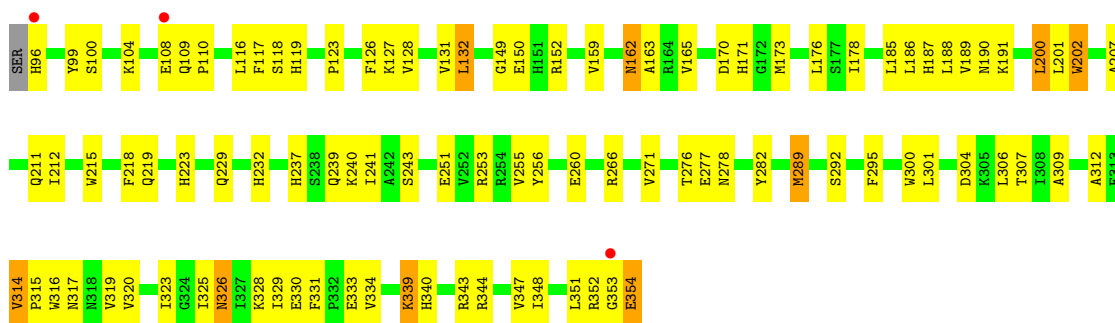 SER H96 Y99 S100 K104 E108 Q109 P110 L116 F117 S118 H119 P123 F126 K127 V128 V131 L132 G149 E150 H151 R152 V159 N162 A163 R164 V165 D170 H171 G172 M173 L176 S177 I178 L185 L186 H187 L188 V189 N190 K191 L200 L201 W202 A207
Q211 I212 W215 F218 Q219 H223 Q229 H232 H237 S238 Q239 K240 I241 A242 S243 E251 V252 R253 R254 V255 Y256 E260 R266 V271 T276 E277 N278 Y282 M289 S292 F295 W300 L301 D304 K305 L306 T307 I308 A309 A312 E313
V314 P315 W316 N317 N318 V319 V320 I323 G324 I325 N326 I327 K328 I329 E330 F331 P332 E333 V334 K339 H340 R343 R344 V347 I348 L351 R352 G353 E354